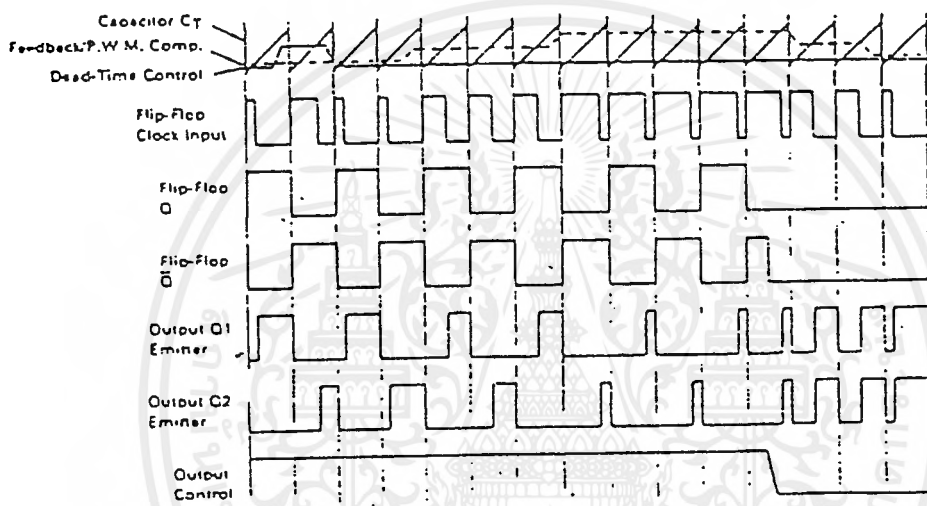 Capacitor CT
Feedback/P.W.M. Comp.
Dead-Time Control
Flip-Flop
Clock Input
Flip-Flop
Q
Flip-Flop
Q̅
Output Q1
Emitter
Output Q2
Emitter
Output
Control